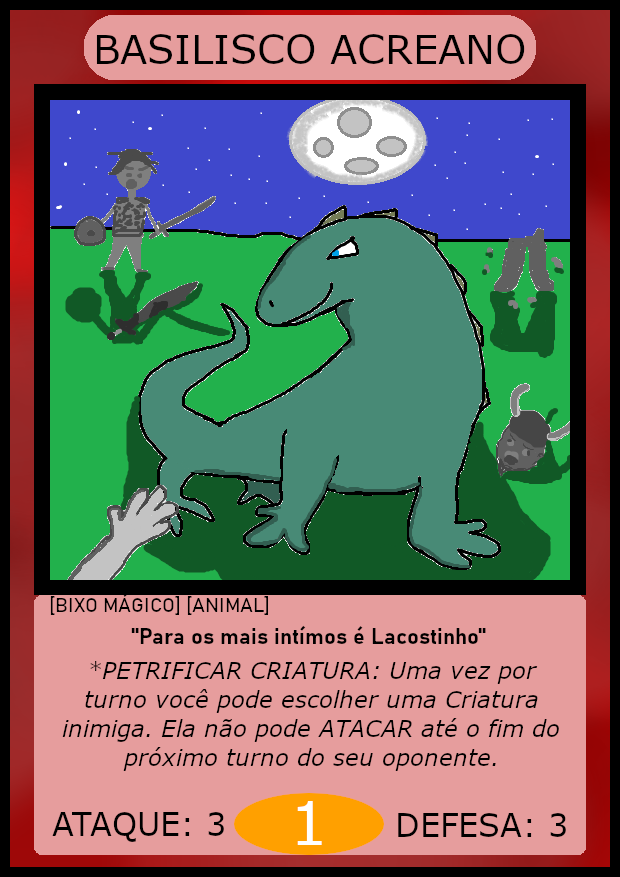 BASILISCO ACREANO
[BIXO MÁGICO] [ANIMAL]
"Para os mais intímos é Lacostinho"
*PETRIFICAR CRIATURA: Uma vez por
turno você pode escolher uma Criatura
inimiga. Ela não pode ATACAR até o fim do
próximo turno do seu oponente.
ATAQUE: 3 1 DEFESA: 3